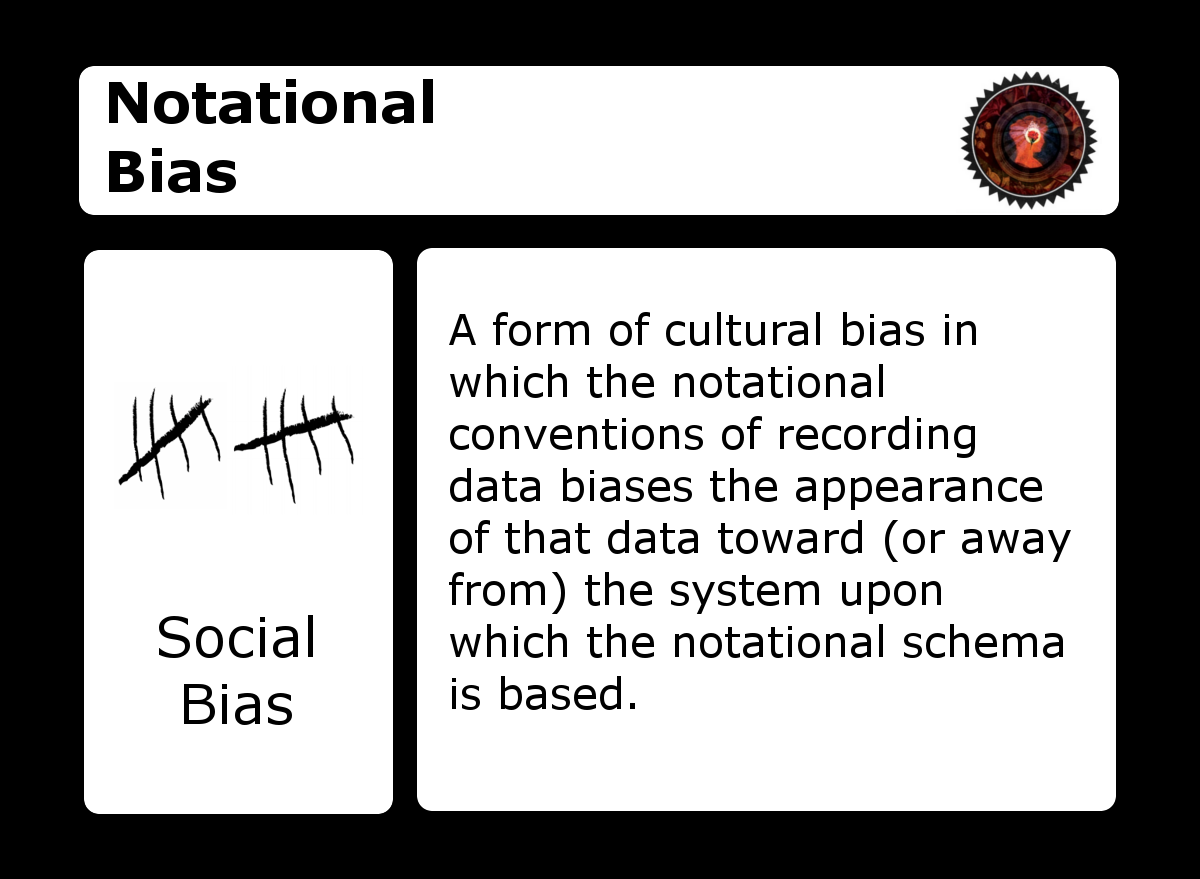 Notational
Bias
Social
Bias
A form of cultural bias in
which the notational
conventions of recording
data biases the appearance
of that data toward (or away
from) the system upon
which the notational schema
is based.